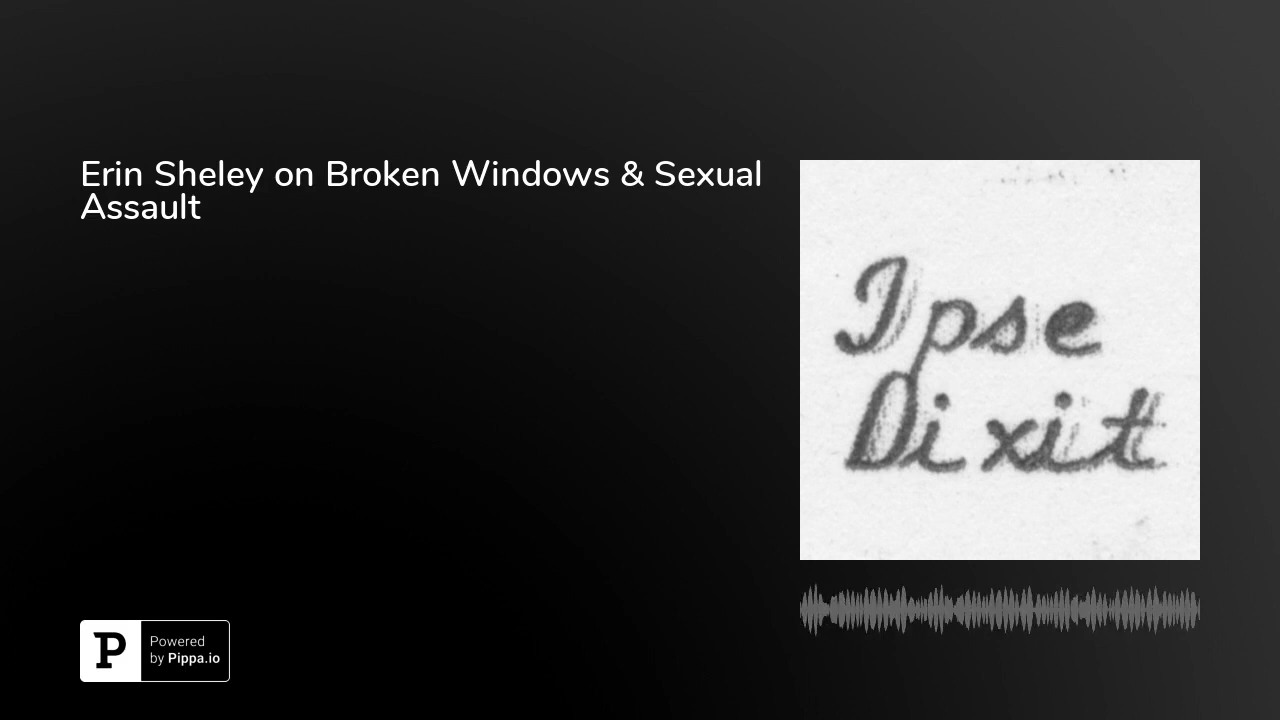 Erin Sheley on Broken Windows & Sexual
Assault
Ipse
Dixit
P
Powered
by Pippa.io